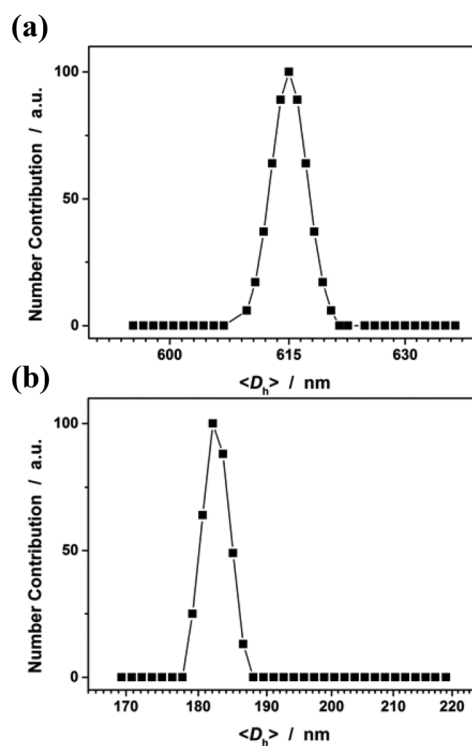 (a)
Number Contribution / a.u.
100
50
0
600 615 630
<Dh> / nm
(b)
Number Contribution / a.u.
100
50
0
170 180 190 200 210 220
<Dh> / nm